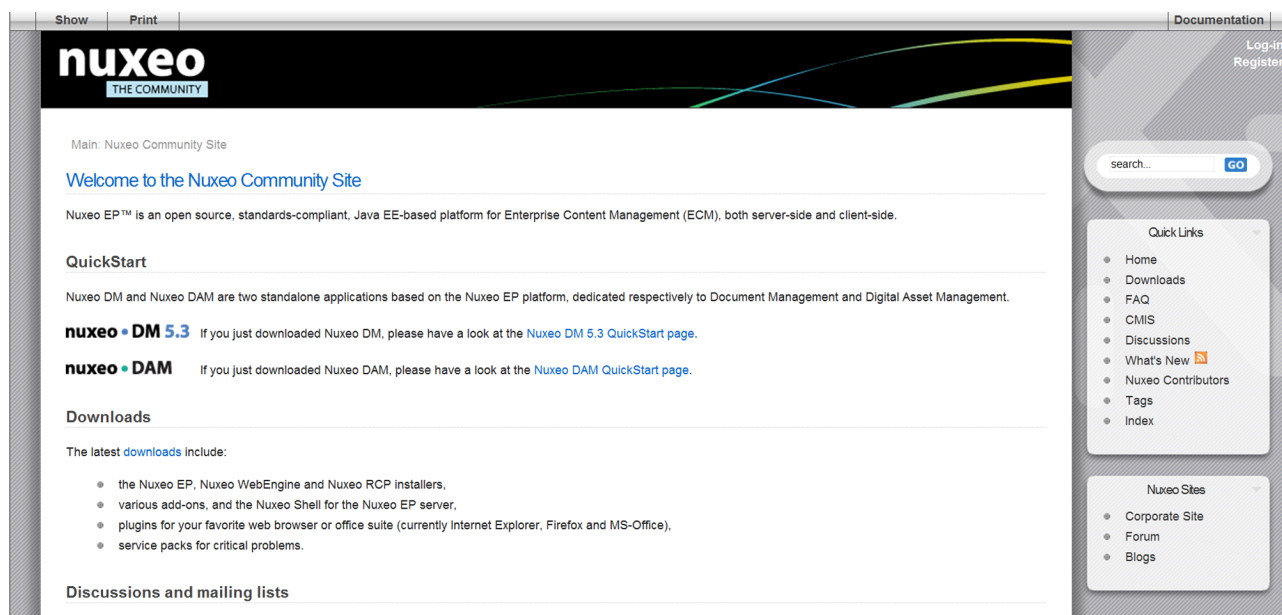 Show Print Documentation
Log-in
Register
nuxeo
THE COMMUNITY
Main: Nuxeo Community Site
Welcome to the Nuxeo Community Site
Nuxeo EP™ is an open source, standards-compliant, Java EE-based platform for Enterprise Content Management (ECM), both server-side and client-side.
QuickStart
Nuxeo DM and Nuxeo DAM are two standalone applications based on the Nuxeo EP platform, dedicated respectively to Document Management and Digital Asset Management.
nuxeo • DM 5.3 If you just downloaded Nuxeo DM, please have a look at the Nuxeo DM 5.3 QuickStart page.
nuxeo • DAM If you just downloaded Nuxeo DAM, please have a look at the Nuxeo DAM QuickStart page.
Downloads
The latest downloads include:
the Nuxeo EP, Nuxeo WebEngine and Nuxeo RCP installers,
various add-ons, and the Nuxeo Shell for the Nuxeo EP server,
plugins for your favorite web browser or office suite (currently Internet Explorer, Firefox and MS-Office),
service packs for critical problems.
Discussions and mailing lists
search... GO
Quick Links
Home
Downloads
FAQ
CMIS
Discussions
What's New
Nuxeo Contributors
Tags
Index
Nuxeo Sites
Corporate Site
Forum
Blogs